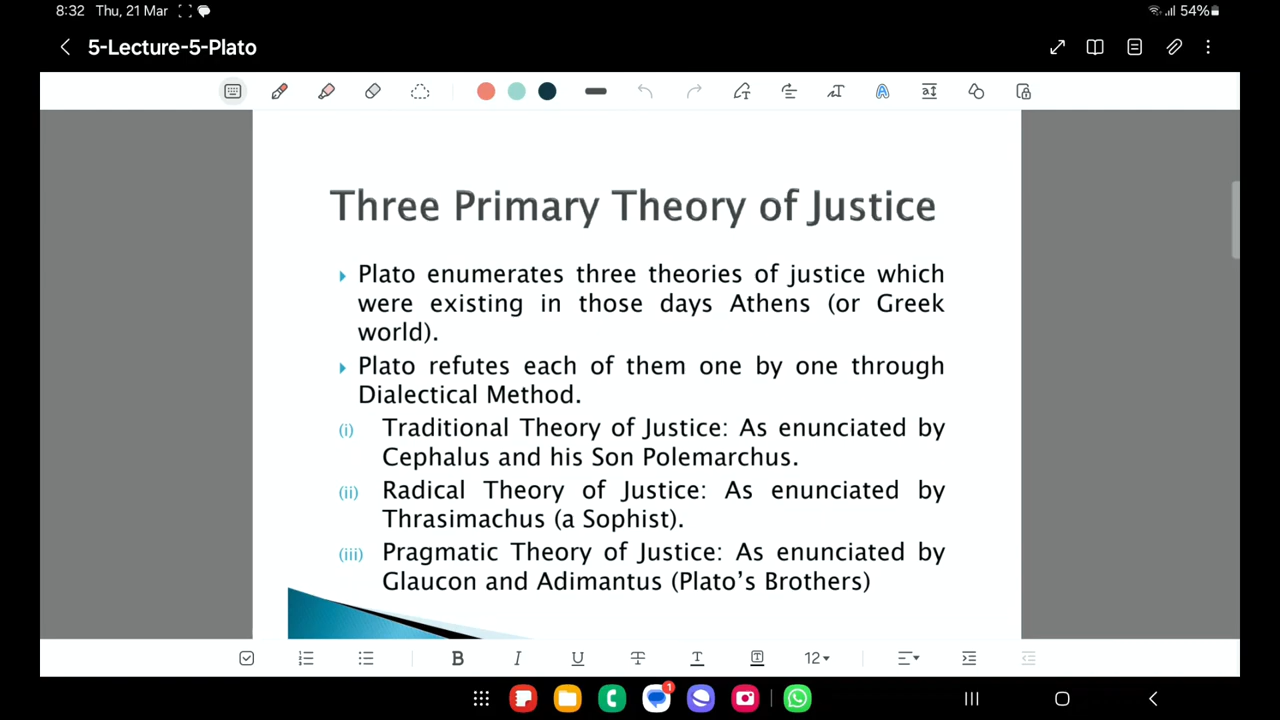 8:32 Thu, 21 Mar 54%
5-Lecture-5-Plato
Three Primary Theory of Justice
Plato enumerates three theories of justice which
were existing in those days Athens (or Greek
world).
Plato refutes each of them one by one through
Dialectical Method.
(i) Traditional Theory of Justice: As enunciated by
Cephalus and his Son Polemarchus.
(ii) Radical Theory of Justice: As enunciated by
Thrasimachus (a Sophist).
(iii) Pragmatic Theory of Justice: As enunciated by
Glaucon and Adimantus (Plato's Brothers)
B I U T T T 12
1